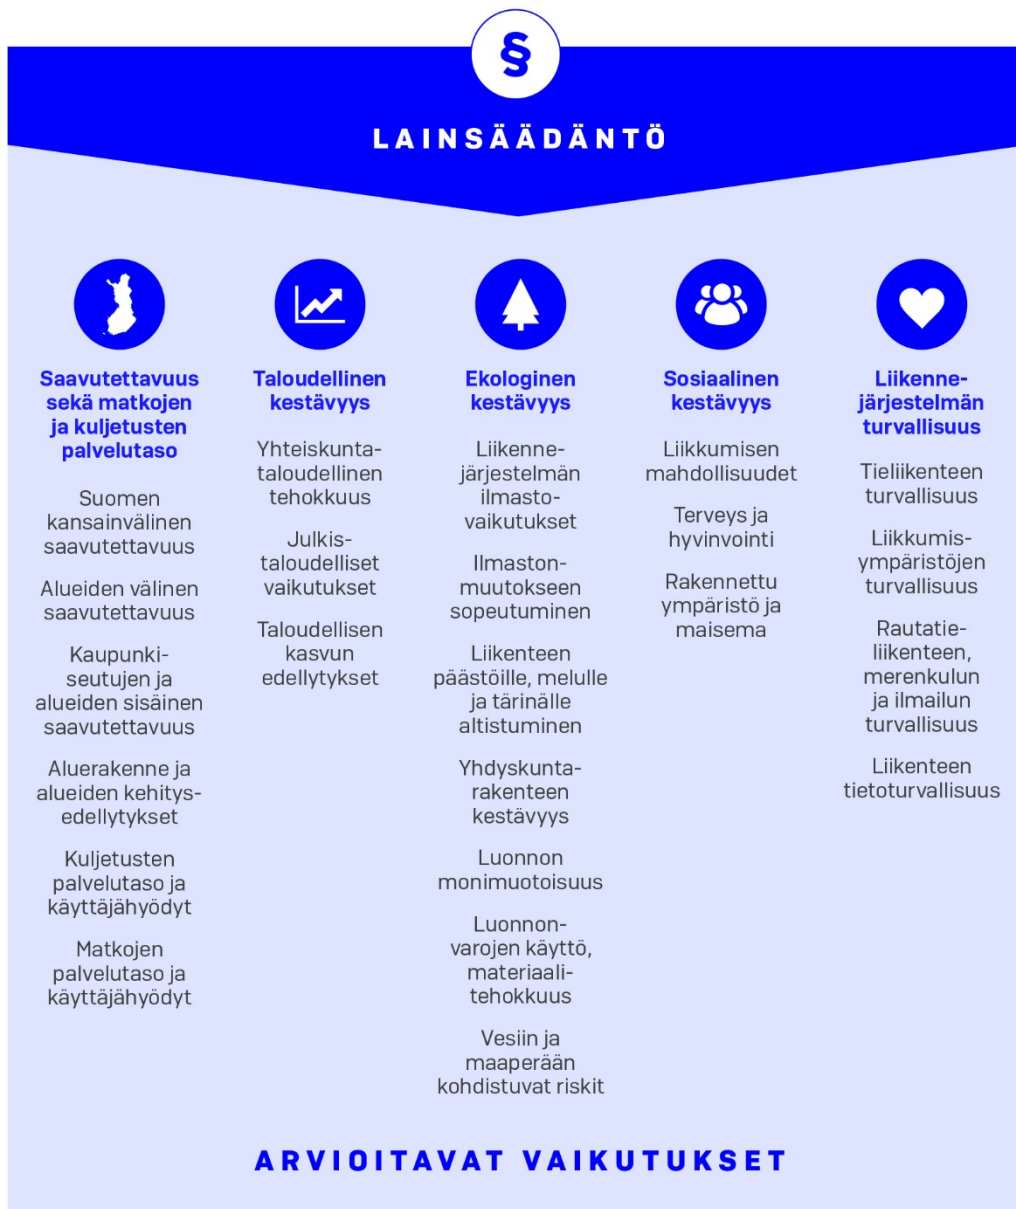 §
LAINSÄÄDÄNTÖ
Saavutettavuus
sekä matkojen
ja kuljetusten
palvelutaso
Suomen
kansainvälinen
saavutettavuus
Alueiden välinen
saavutettavuus
Kaupunki-
seutujen ja
alueiden sisäinen
saavutettavuus
Aluerakenne ja
alueiden kehitys-
edellytykset
Kuljetusten
palvelutaso ja
käyttäjähyödyt
Matkojen
palvelutaso ja
käyttäjähyödyt
Taloudellinen
kestävyys
Yhteiskunta-
taloudellinen
tehokkuus
Julkis-
taloudelliset
vaikutukset
Taloudellisen
kasvun
edellytykset
Ekologinen
kestävyys
Liikenne-
järjestelmän
ilmasto-
vaikutukset
Ilmaston-
muutokseen
sopeutuminen
Liikenteen
päästöille, melulle
ja tärinälle
altistuminen
Yhdyskunta-
rakenteen
kestävyys
Luonnon
monimuotoisuus
Luonnon-
varojen käyttö,
materiaali-
tehokkuus
Vesiin ja
maaperään
kohdistuvat riskit
Sosiaalinen
kestävyys
Liikkumisen
mahdollisuudet
Terveys ja
hyvinvointi
Rakennettu
ympäristö ja
maisema
Liikenne-
järjestelmän
turvallisuus
Tieliikenteen
turvallisuus
Liikkumis-
ympäristöjen
turvallisuus
Rautatie-
liikenteen,
merenkulun
ja ilmailun
turvallisuus
Liikenteen
tietoturvallisuus
ARVIOITAVAT VAIKUTUKSET